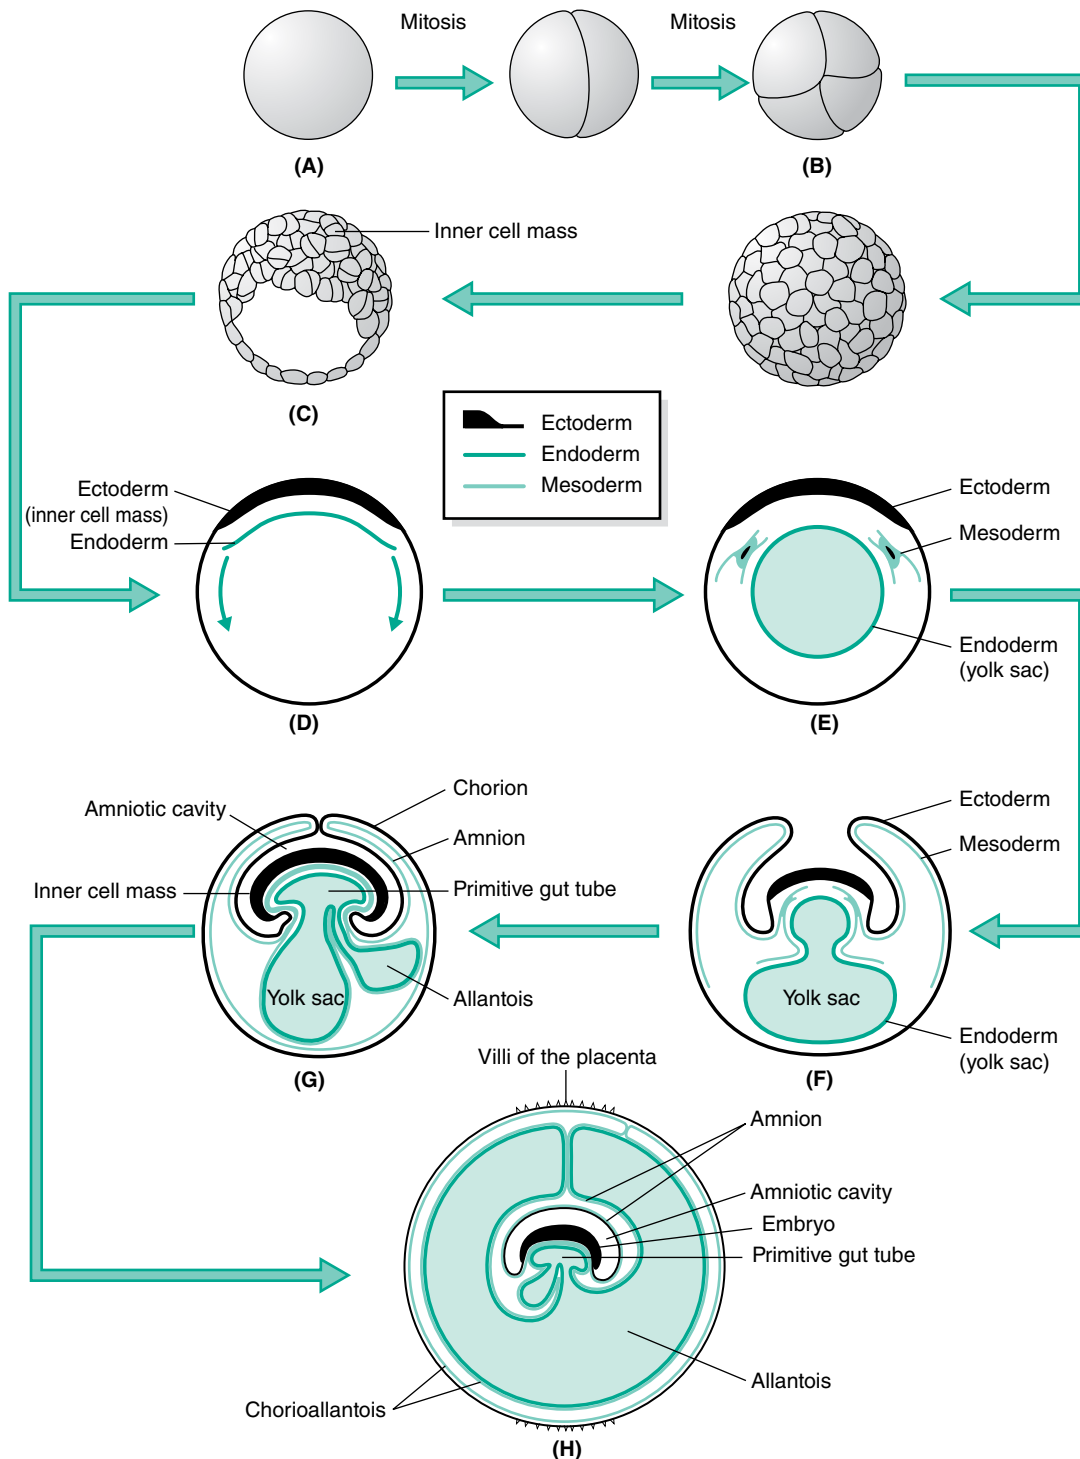 Mitosis
Mitosis
(A)
(B)
Inner cell mass
(C)
Ectoderm
Endoderm
Mesoderm
Ectoderm
(inner cell mass)
Endoderm
(D)
Ectoderm
Mesoderm
Endoderm
(yolk sac)
(E)
Chorion
Amniotic cavity
Amnion
Inner cell mass
Primitive gut tube
Yolk sac
Allantois
(G)
Ectoderm
Mesoderm
Yolk sac
Endoderm
(yolk sac)
(F)
Villi of the placenta
Amnion
Amniotic cavity
Embryo
Primitive gut tube
Allantois
Chorioallantois
(H)